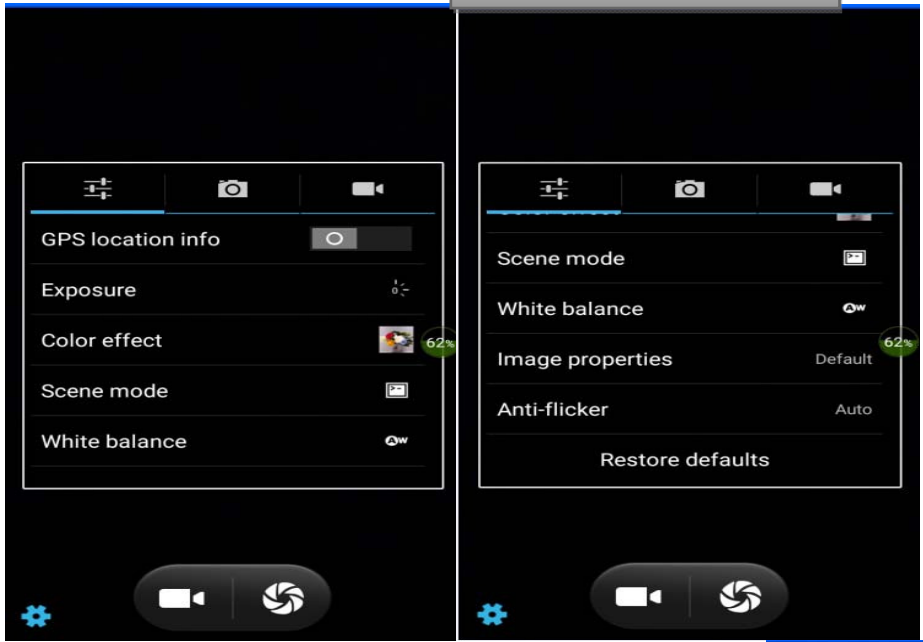 GPS location info
Exposure
Color effect
62%
Scene mode
White balance
Scene mode
White balance
62%
Image properties Default
Anti-flicker Auto
Restore defaults